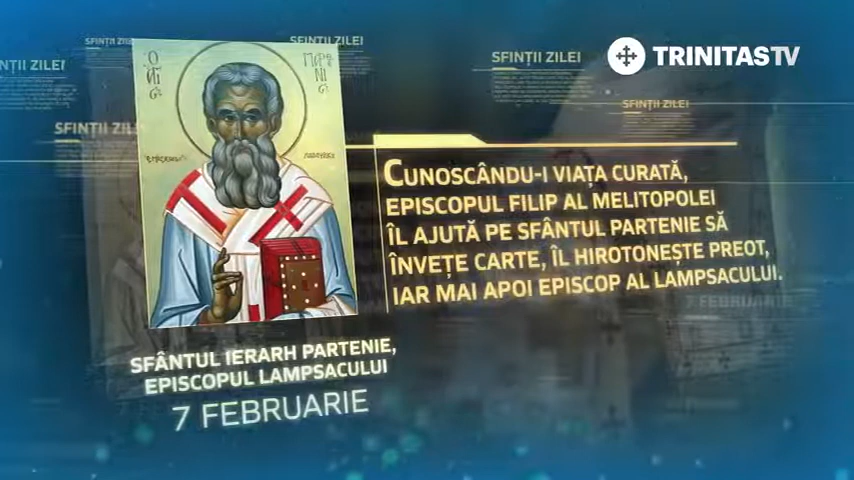 SFINȚII ZILEI
SFINȚII ZILEI
SFINȚII ZILEI
TRINITAS TV
SFINȚII ZILEI
SFINȚII ZILEI
CUNOSCÂNDU-I VIAȚA CURATĂ,
EPISCOPUL FILIP AL MELITOPOLEI
ÎL AJUTĂ PE SFÂNTUL PARTENIE SĂ
ÎNVEȚE CARTE, ÎL HIROTONEȘTE PREOT,
IAR MAI APOI EPISCOP AL LAMPSACULUI.
7 FEBRUARIE
SFÂNTUL IERARH PARTENIE,
EPISCOPUL LAMPSACULUI
7 FEBRUARIE